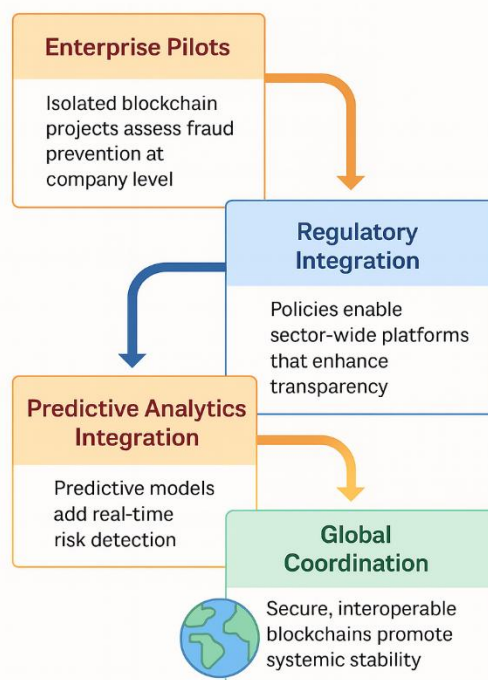 Enterprise Pilots
Isolated blockchain
projects assess fraud
prevention at
company level
Regulatory
Integration
Policies enable
sector-wide platforms
that enhance
transparency
Predictive Analytics
Integration
Predictive models
add real-time
risk detection
Global
Coordination
Secure, interoperable
blockchains promote
systemic stability